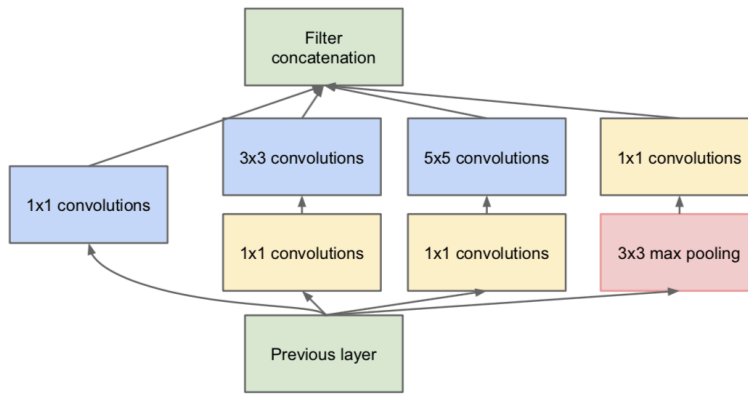 Filter
concatenation
3x3 convolutions
5x5 convolutions
1x1 convolutions
1x1 convolutions
1x1 convolutions
1x1 convolutions
3x3 max pooling
Previous layer